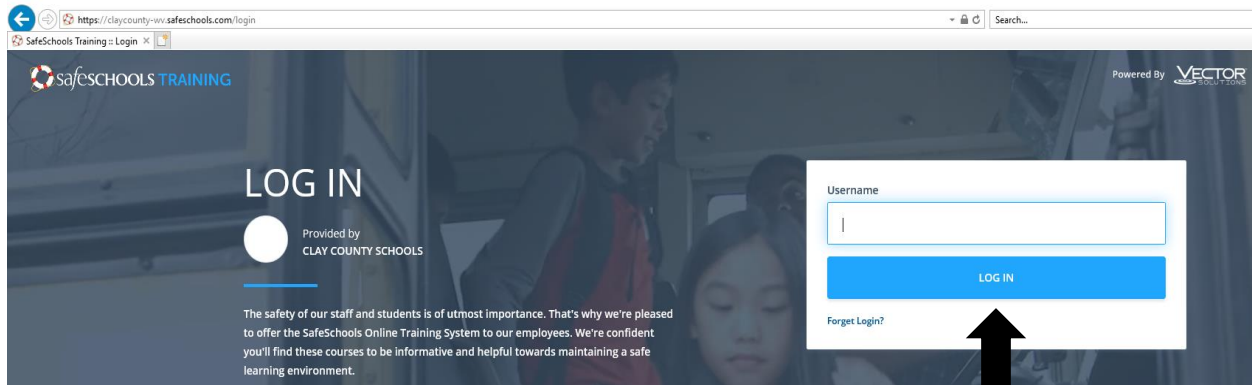 https://claycounty-wv.safeschools.com/login
Search...
SafeSchools Training :: Login
safeSCHOOLS TRAINING
Powered By VECTOR
SOLUTIONS
LOG IN
Provided by
CLAY COUNTY SCHOOLS
The safety of our staff and students is of utmost importance. That's why we're pleased
to offer the SafeSchools Online Training System to our employees. We're confident
you'll find these courses to be informative and helpful towards maintaining a safe
learning environment.
Username
LOG IN
Forget Login?